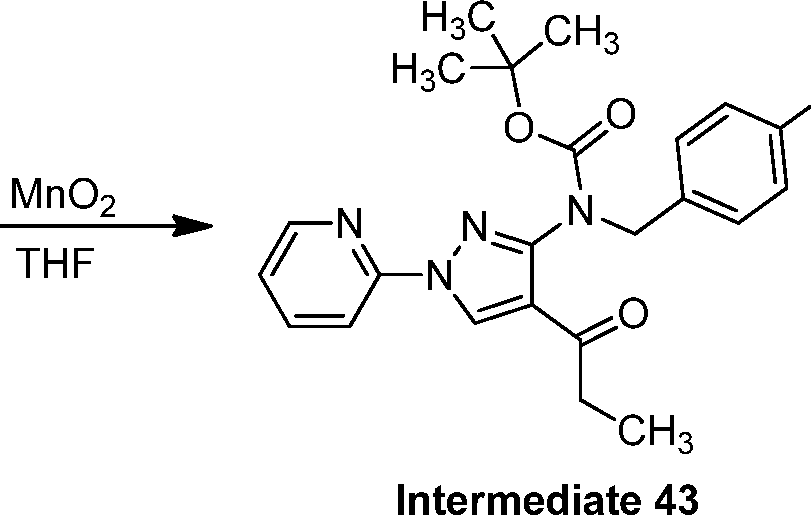 H₃C CH₃
H₃C
O O
MnO₂
THF
N N N
N
O
CH₃
Intermediate 43